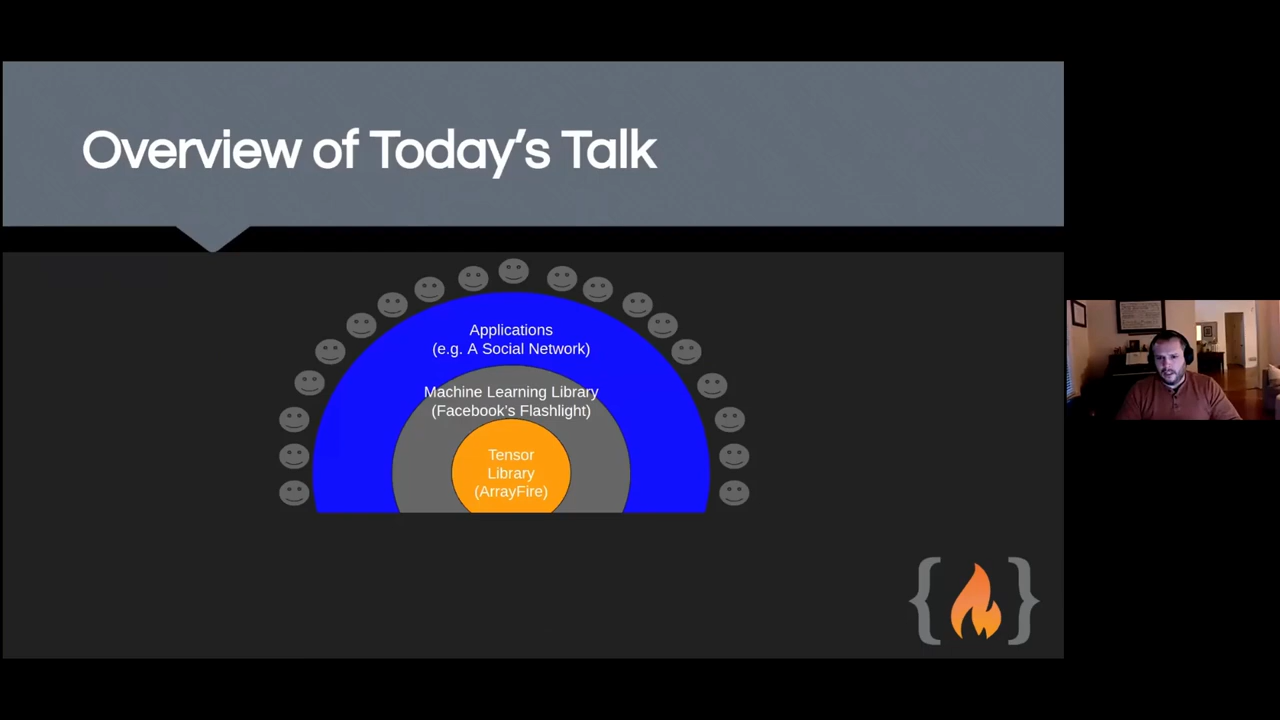 Overview of Today's Talk
Applications
(e.g. A Social Network)
Machine Learning Library
(Facebook's Flashlight)
Tensor
Library
(ArrayFire)
{ }